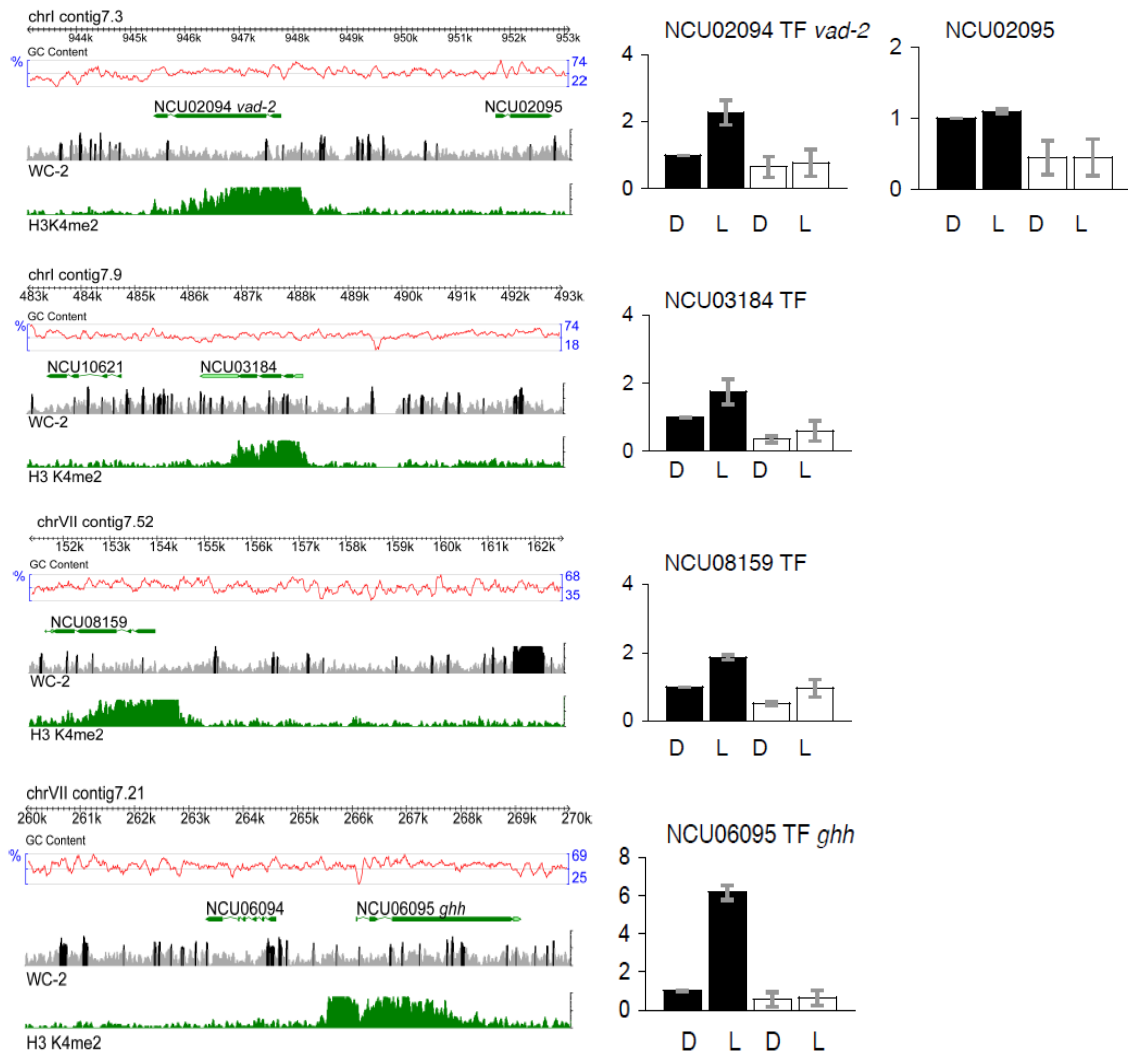 chrI contig7.3
944k 945k 946k 947k 948k 949k 950k 951k 952k 953k
GC Content
% 74
22
NCU02094 vad-2 NCU02095
WC-2
H3K4me2
NCU02094 TF vad-2
4
2
0
D L D L
NCU02095
2
1
0
D L D L
chrI contig7.9
483k 484k 485k 486k 487k 488k 489k 490k 491k 492k 493k
GC Content
% 74
18
NCU10621 NCU03184
WC-2
H3 K4me2
NCU03184 TF
4
2
0
D L D L
chrVII contig7.52
152k 153k 154k 155k 156k 157k 158k 159k 160k 161k 162k
GC Content
% 68
35
NCU08159
WC-2
H3 K4me2
NCU08159 TF
4
2
0
D L D L
chrVII contig7.21
260k 261k 262k 263k 264k 265k 266k 267k 268k 269k 270k
GC Content
% 69
25
NCU06094 NCU06095 ghh
WC-2
H3 K4me2
NCU06095 TF ghh
8
6
4
2
0
D L D L